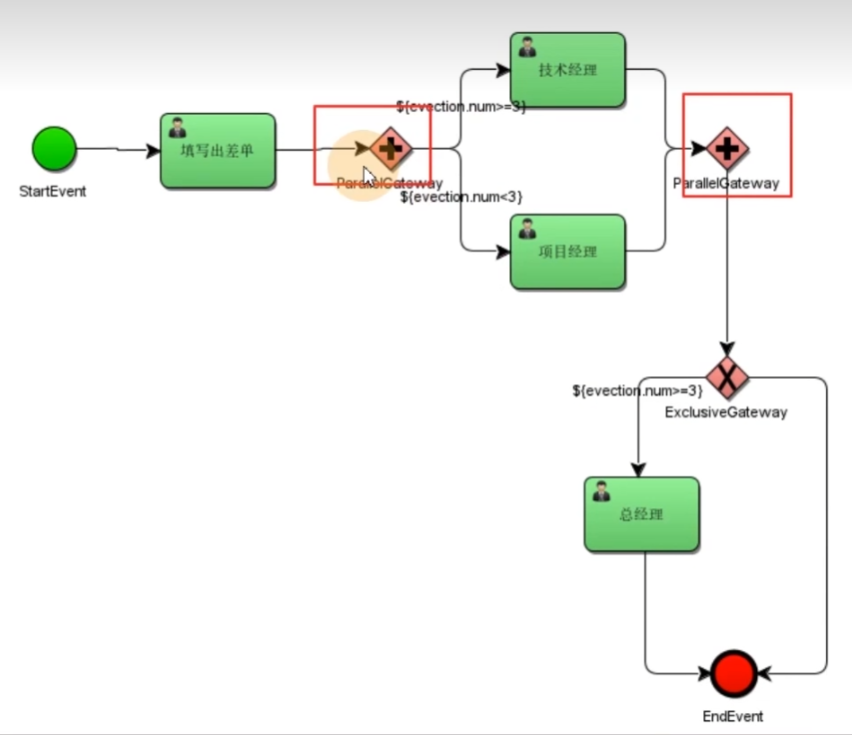 ${evection.num>=3}
技术经理
StartEvent
填写出差单
ParallelGateway
${evection.num<3}
项目经理
ParallelGateway
${evection.num>=3}
ExclusiveGateway
总经理
EndEvent